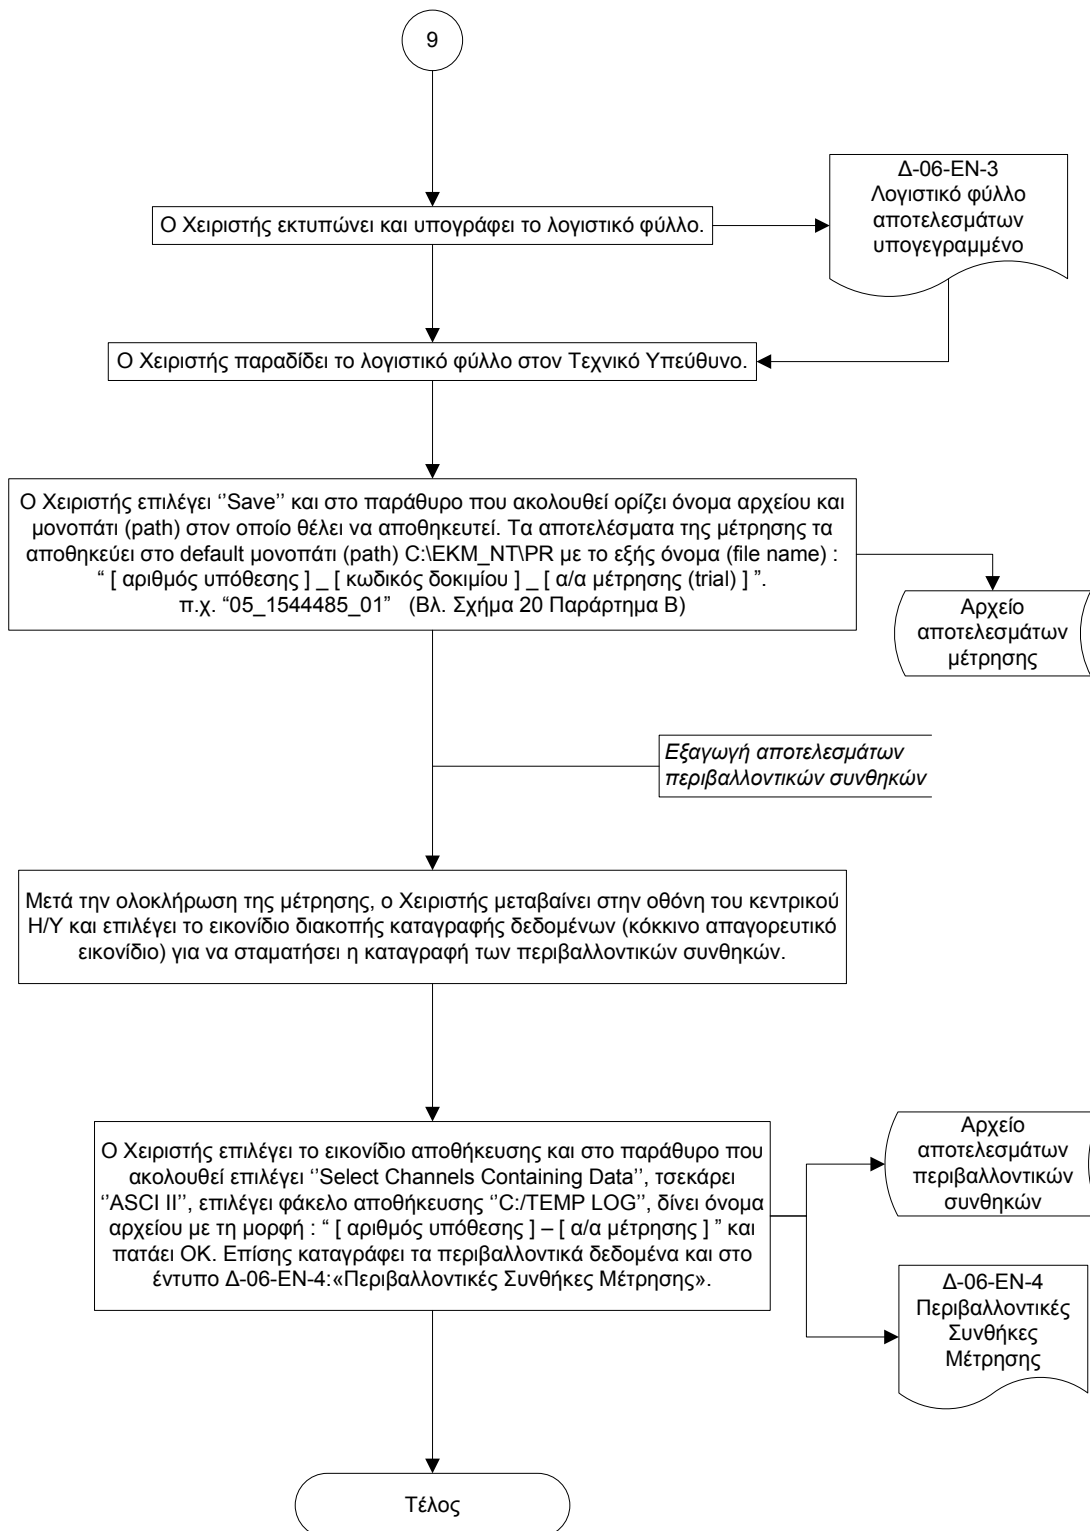 9
Δ-06-ΕΝ-3
Λογιστικό φύλλο
αποτελεσμάτων
υπογεγραμμένο
Ο Χειριστής εκτυπώνει και υπογράφει το λογιστικό φύλλο.
Ο Χειριστής παραδίδει το λογιστικό φύλλο στον Τεχνικό Υπεύθυνο.
Ο Χειριστής επιλέγει ‘’Save’’ και στο παράθυρο που ακολουθεί ορίζει όνομα αρχείου και
μονοπάτι (path) στον οποίο θέλει να αποθηκευτεί. Τα αποτελέσματα της μέτρησης τα
αποθηκεύει στο default μονοπάτι (path) C:\EKM_NT\PR με το εξής όνομα (file name) :
“ [ αριθμός υπόθεσης ] _ [ κωδικός δοκιμίου ] _ [ α/α μέτρησης (trial) ] ”.
π.χ. “05_1544485_01” (Βλ. Σχήμα 20 Παράρτημα Β)
Αρχείο
αποτελεσμάτων
μέτρησης
Εξαγωγή αποτελεσμάτων
περιβαλλοντικών συνθηκών
Μετά την ολοκλήρωση της μέτρησης, ο Χειριστής μεταβαίνει στην οθόνη του κεντρικού
Η/Υ και επιλέγει το εικονίδιο διακοπής καταγραφής δεδομένων (κόκκινο απαγορευτικό
εικονίδιο) για να σταματήσει η καταγραφή των περιβαλλοντικών συνθηκών.
Ο Χειριστής επιλέγει το εικονίδιο αποθήκευσης και στο παράθυρο που
ακολουθεί επιλέγει ‘’Select Channels Containing Data’’, τσεκάρει
‘’ASCI II’’, επιλέγει φάκελο αποθήκευσης ‘’C:/TEMP LOG’’, δίνει όνομα
αρχείου με τη μορφή : “ [ αριθμός υπόθεσης ] – [ α/α μέτρησης ] ” και
πατάει ΟΚ. Επίσης καταγράφει τα περιβαλλοντικά δεδομένα και στο
έντυπο Δ-06-ΕΝ-4:«Περιβαλλοντικές Συνθήκες Μέτρησης».
Αρχείο
αποτελεσμάτων
περιβαλλοντικών
συνθηκών
Δ-06-ΕΝ-4
Περιβαλλοντικές
Συνθήκες
Μέτρησης
Τέλος